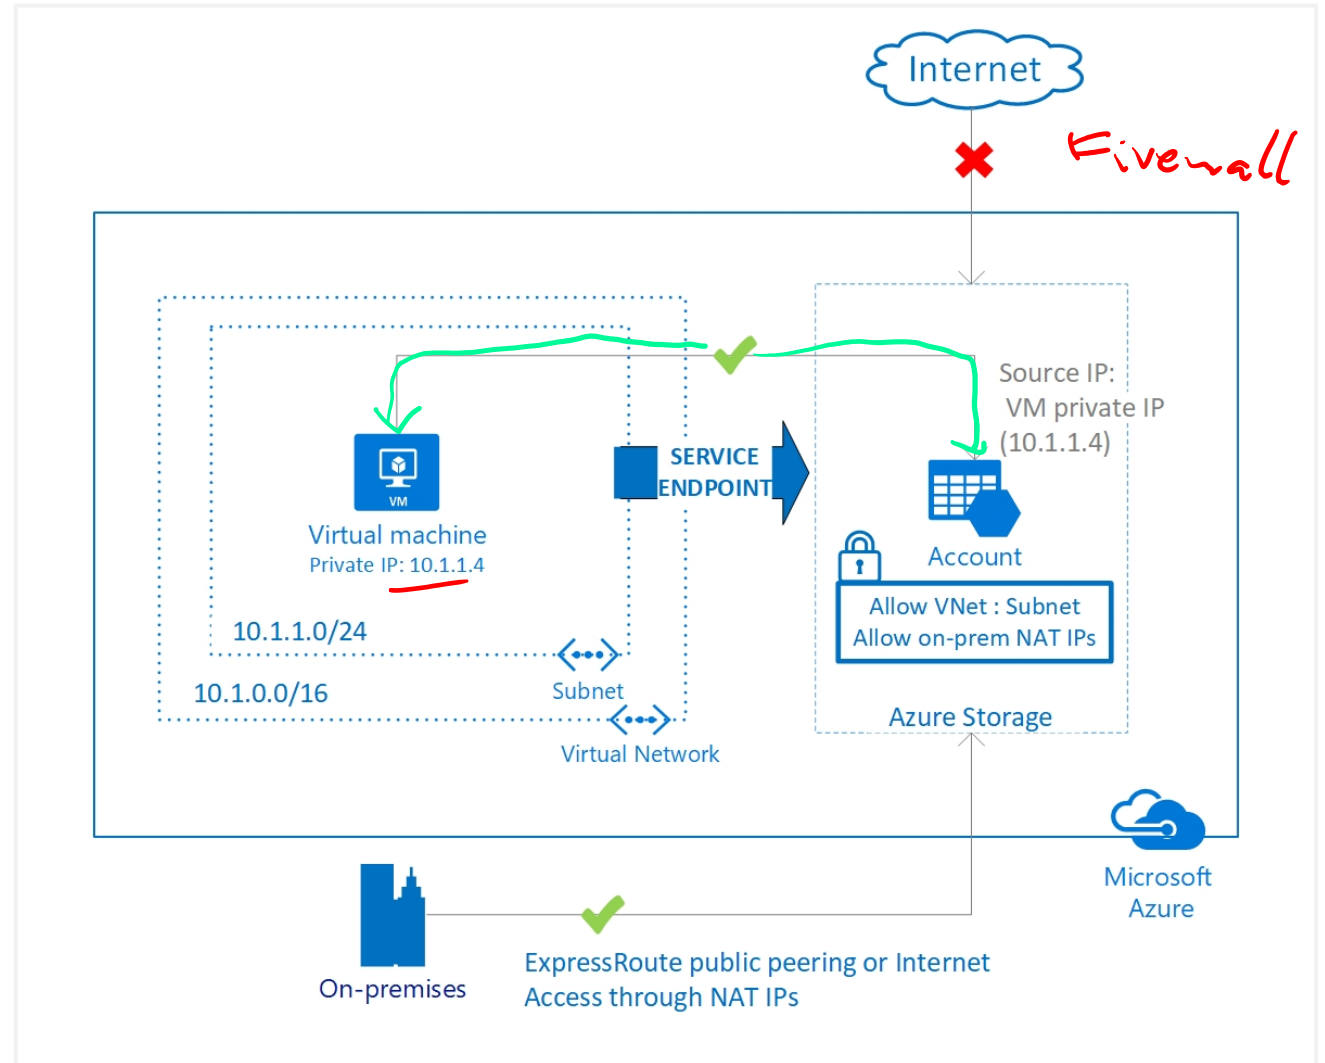 Internet
Firewall
Source IP:
VM private IP
(10.1.1.4)
SERVICE
ENDPOINT
VM
Virtual machine
Private IP: 10.1.1.4
Account
Allow VNet : Subnet
Allow on-prem NAT IPs
10.1.1.0/24
Subnet
10.1.0.0/16
Azure Storage
Virtual Network
Microsoft
Azure
On-premises
ExpressRoute public peering or Internet
Access through NAT IPs